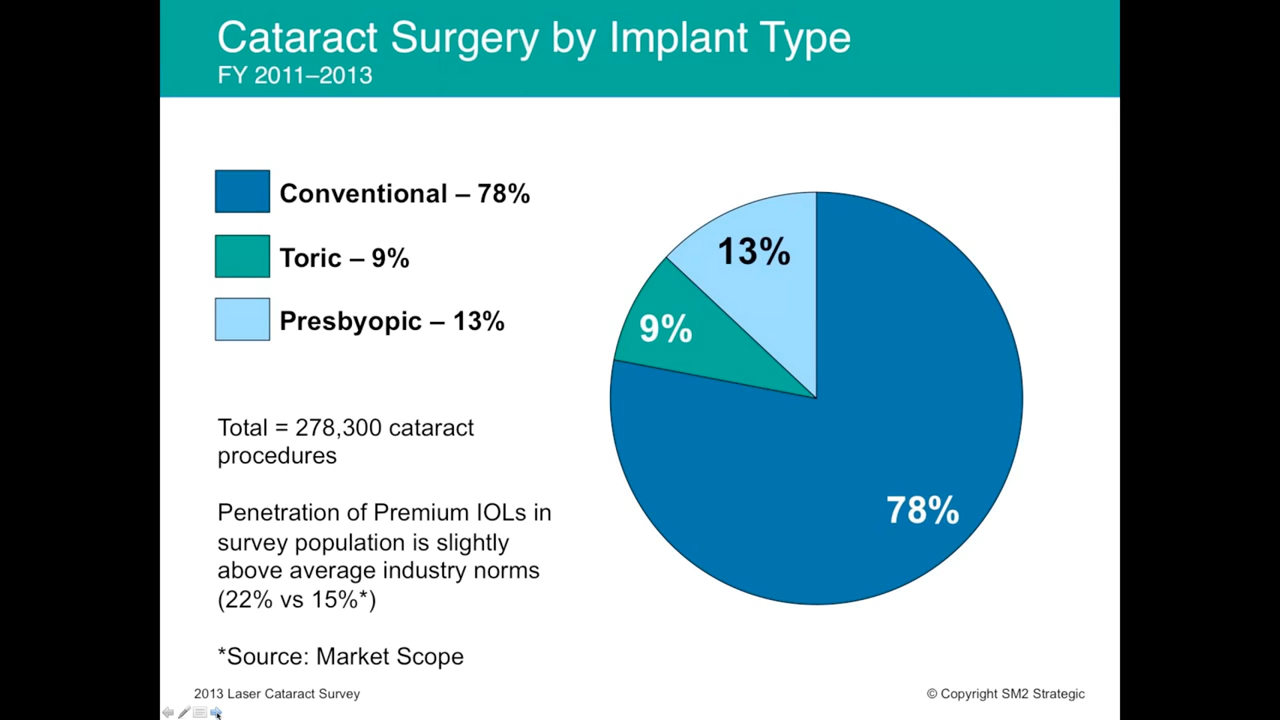 Cataract Surgery by Implant Type
FY 2011–2013
Conventional – 78%
Toric – 9%
Presbyopic – 13%
13%
9%
78%
Total = 278,300 cataract
procedures
Penetration of Premium IOLs in
survey population is slightly
above average industry norms
(22% vs 15%*)
*Source: Market Scope
2013 Laser Cataract Survey
© Copyright SM2 Strategic